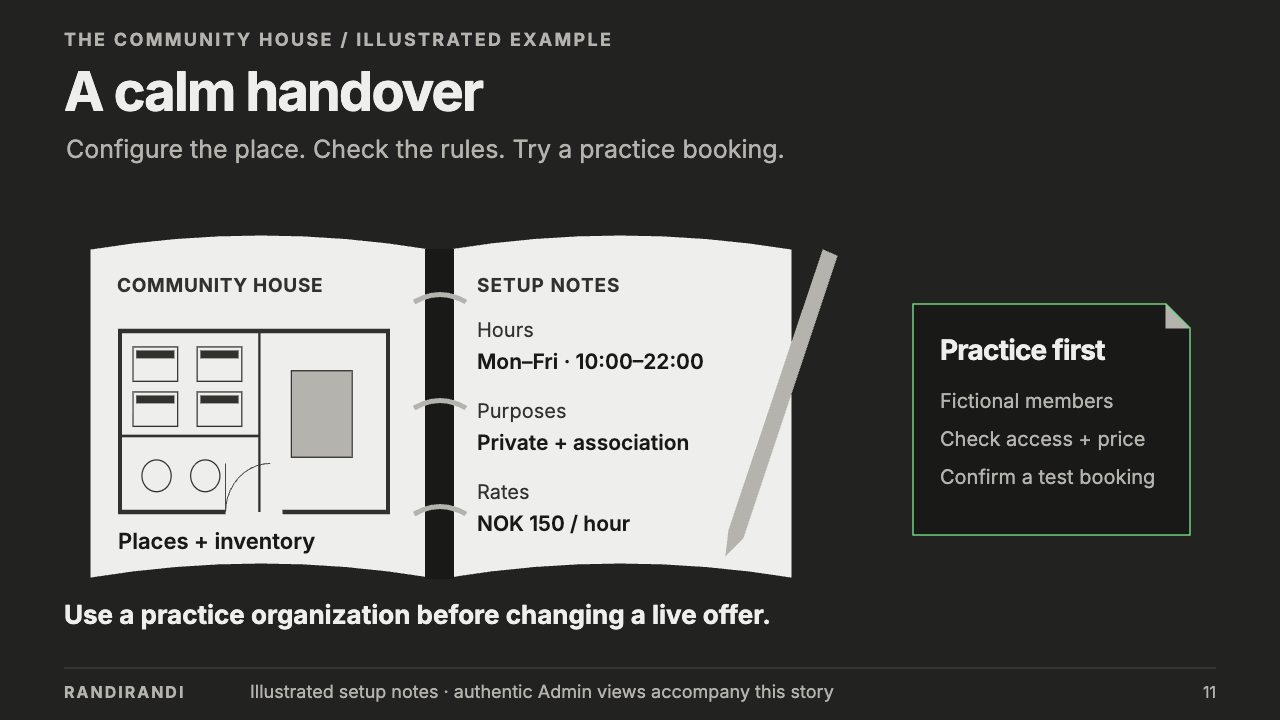 THE COMMUNITY HOUSE / ILLUSTRATED EXAMPLE
A calm handover
Configure the place. Check the rules. Try a practice booking.
COMMUNITY HOUSE
Places + inventory
SETUP NOTES
Hours
Mon–Fri · 10:00–22:00
Purposes
Private + association
Rates
NOK 150 / hour
Practice first
Fictional members
Check access + price
Confirm a test booking
Use a practice organization before changing a live offer.
RANDIRANDI
Illustrated setup notes · authentic Admin views accompany this story
11